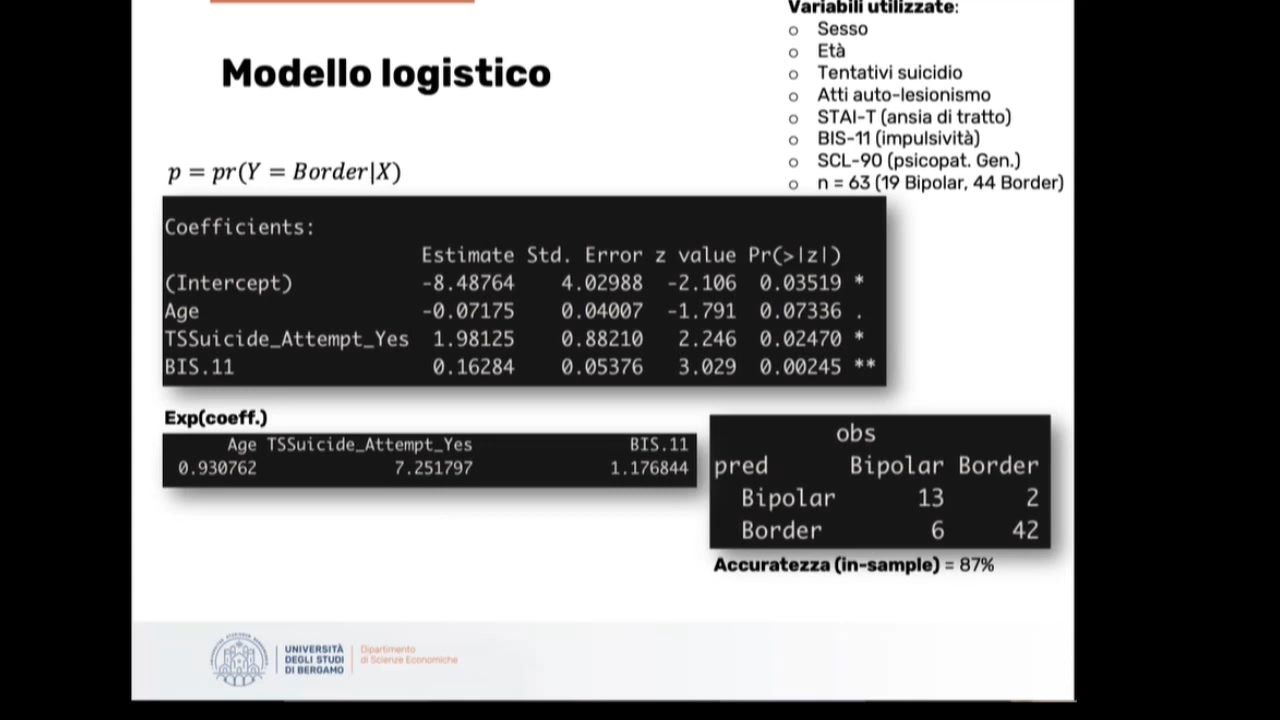 Variabili utilizzate:
o Sesso
o Età
o Tentativi suicidio
o Atti auto-lesionismo
o STAI-T (ansia di tratto)
o BIS-11 (impulsività)
o SCL-90 (psicopat. Gen.)
o n = 63 (19 Bipolar, 44 Border)
Modello logistico
p = pr(Y = Border|X)
Coefficients:
Estimate Std. Error z value Pr(>|z|)
(Intercept) -8.48764 4.02988 -2.106 0.03519 *
Age -0.07175 0.04007 -1.791 0.07336 .
TSSuicide_Attempt_Yes 1.98125 0.88210 2.246 0.02470 *
BIS.11 0.16284 0.05376 3.029 0.00245 **
Exp(coeff.)
Age TSSuicide_Attempt_Yes BIS.11
0.930762 7.251797 1.176844
obs
pred Bipolar Border
Bipolar 13 2
Border 6 42
Accuratezza (in-sample) = 87%
UNIVERSITÀ
DEGLI STUDI
DI BERGAMO
Dipartimento
di Scienze Economiche